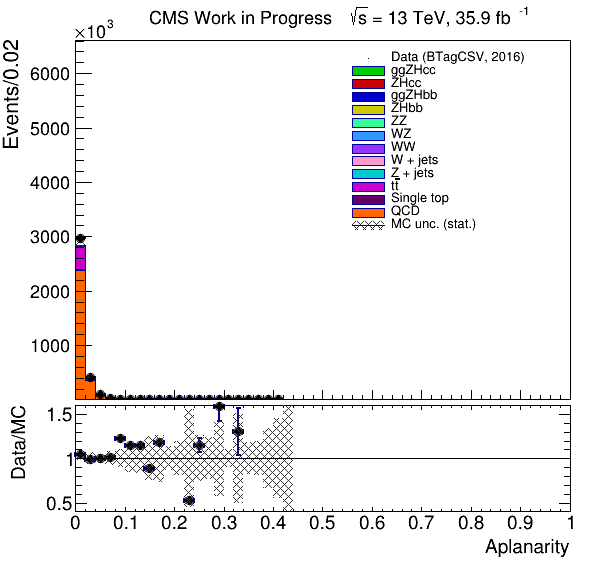 CMS Work in Progress √s = 13 TeV, 35.9 fb⁻¹
×10³
Events/0.02
6000
5000
4000
3000
2000
1000
Data (BTagCSV, 2016)
ggZHcc
ZHcc
ggZHbb
ZHbb
ZZ
WZ
WW
W + jets
Z + jets
tt̄
Single top
QCD
MC unc. (stat.)
Data/MC
1.5
1
0.5
0 0.1 0.2 0.3 0.4 0.5 0.6 0.7 0.8 0.9 1
Aplanarity